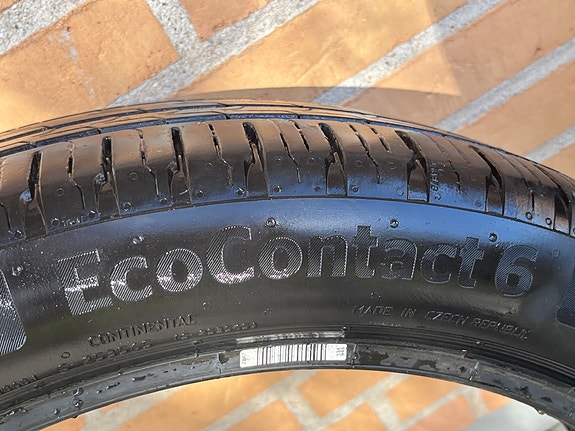 EcoContact 6
CONTINENTAL
MADE IN CZECH REPUBLIC